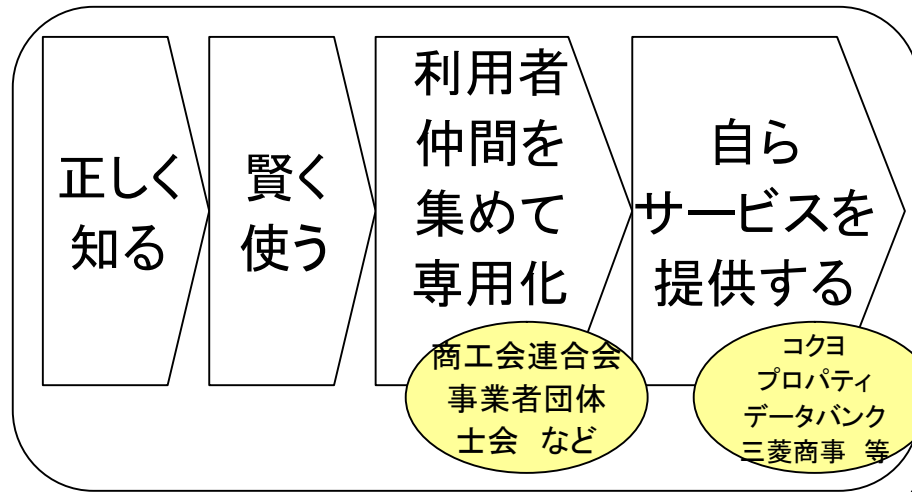 正しく
知る
賢く
使う
利用者
仲間を
集めて
専用化
自ら
サービスを
提供する
商工会連合会
事業者団体
士会　など
コクヨ
プロパティ
データバンク
三菱商事　等